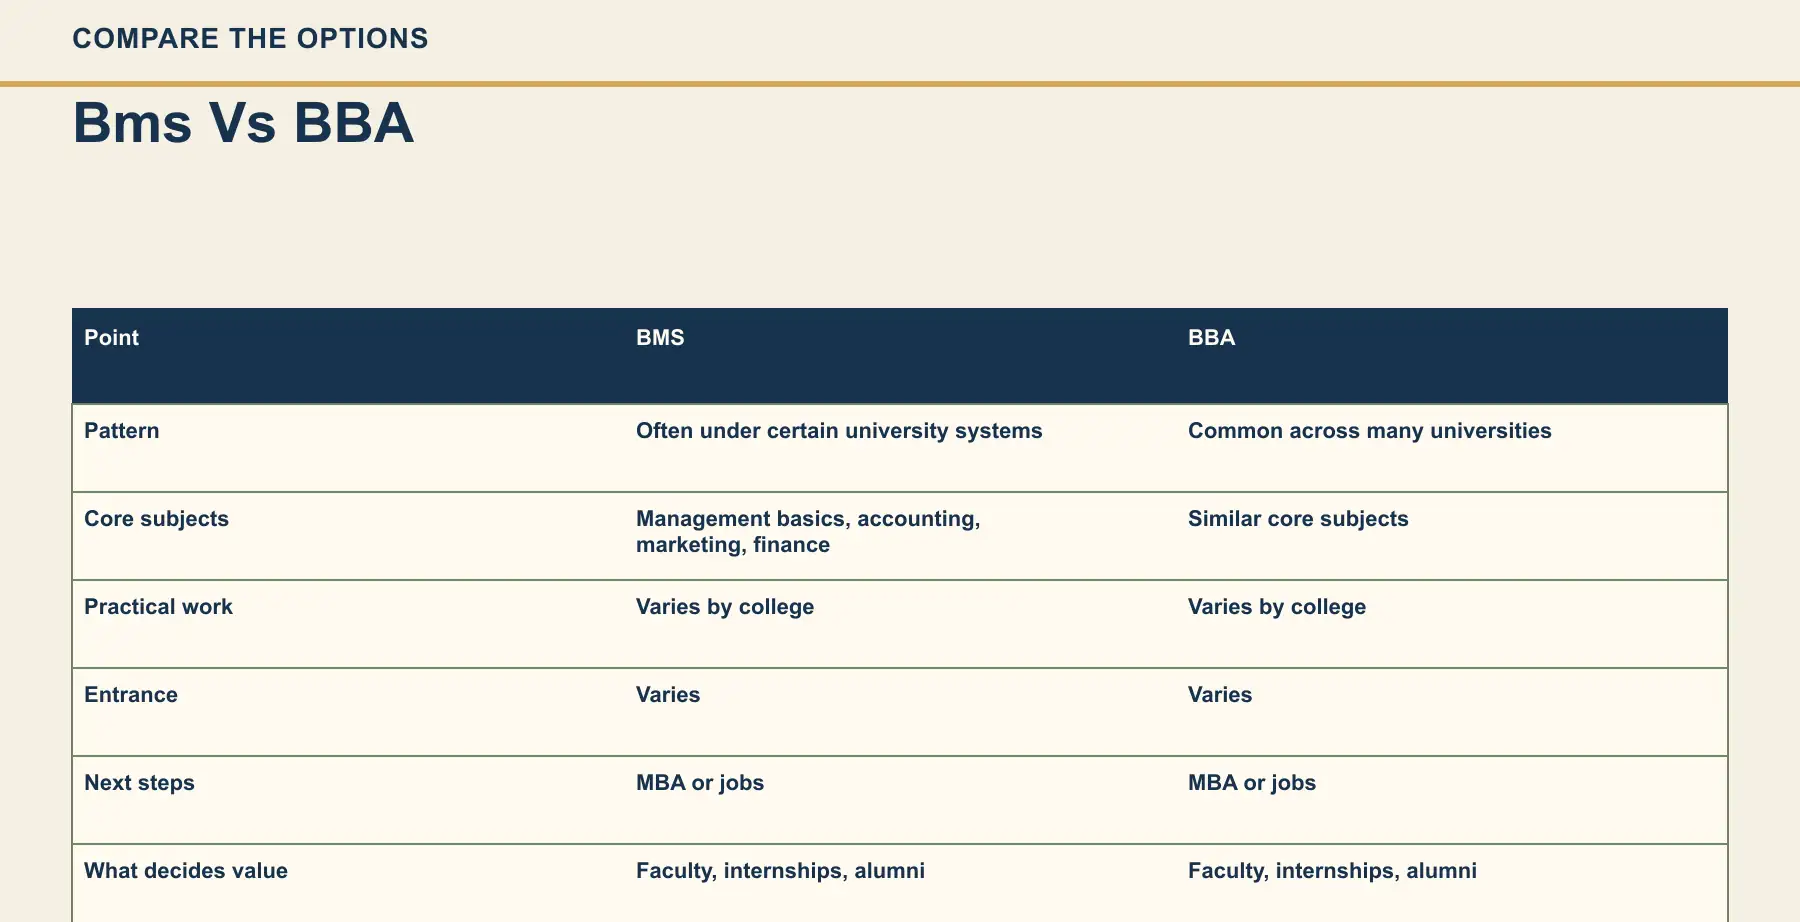 COMPARE THE OPTIONS
Bms Vs BBA
Point BMS BBA
Pattern Often under certain university systems Common across many universities
Core subjects Management basics, accounting, Similar core subjects
marketing, finance
Practical work Varies by college Varies by college
Entrance Varies Varies
Next steps MBA or jobs MBA or jobs
What decides value Faculty, internships, alumni Faculty, internships, alumni